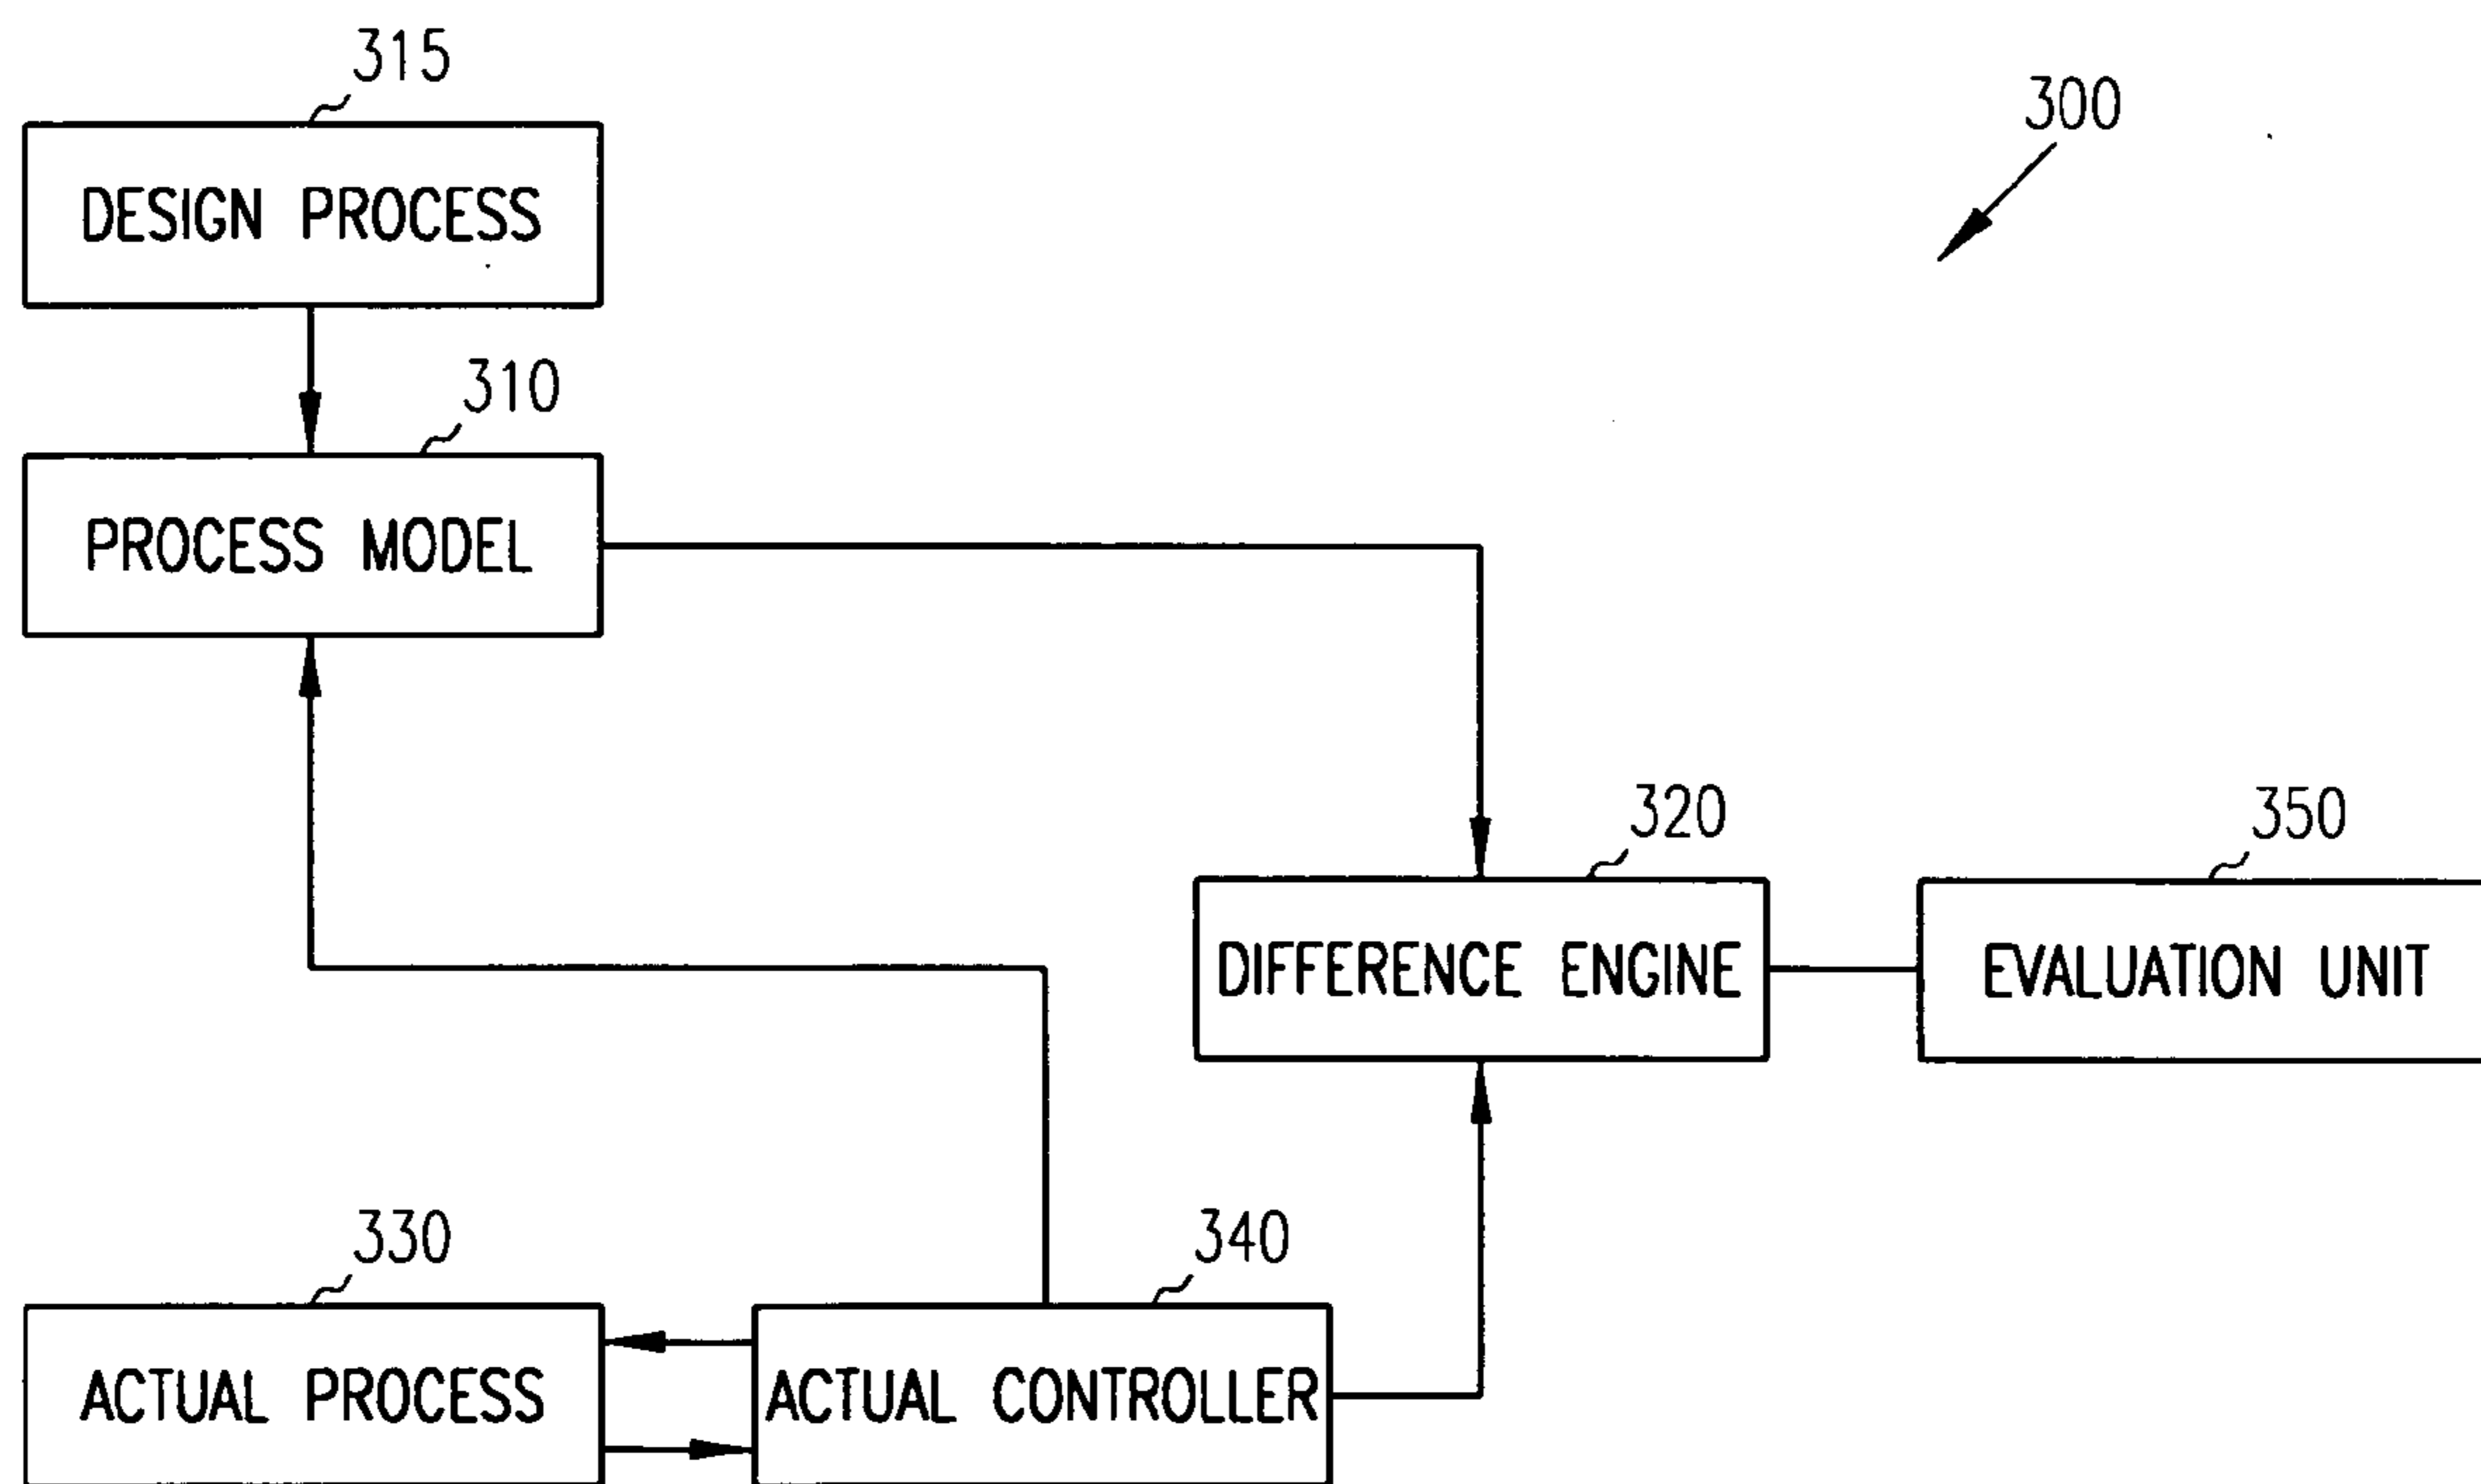 315
300
DESIGN PROCESS
310
PROCESS MODEL
320
350
DIFFERENCE ENGINE
EVALUATION UNIT
330
340
ACTUAL PROCESS
ACTUAL CONTROLLER